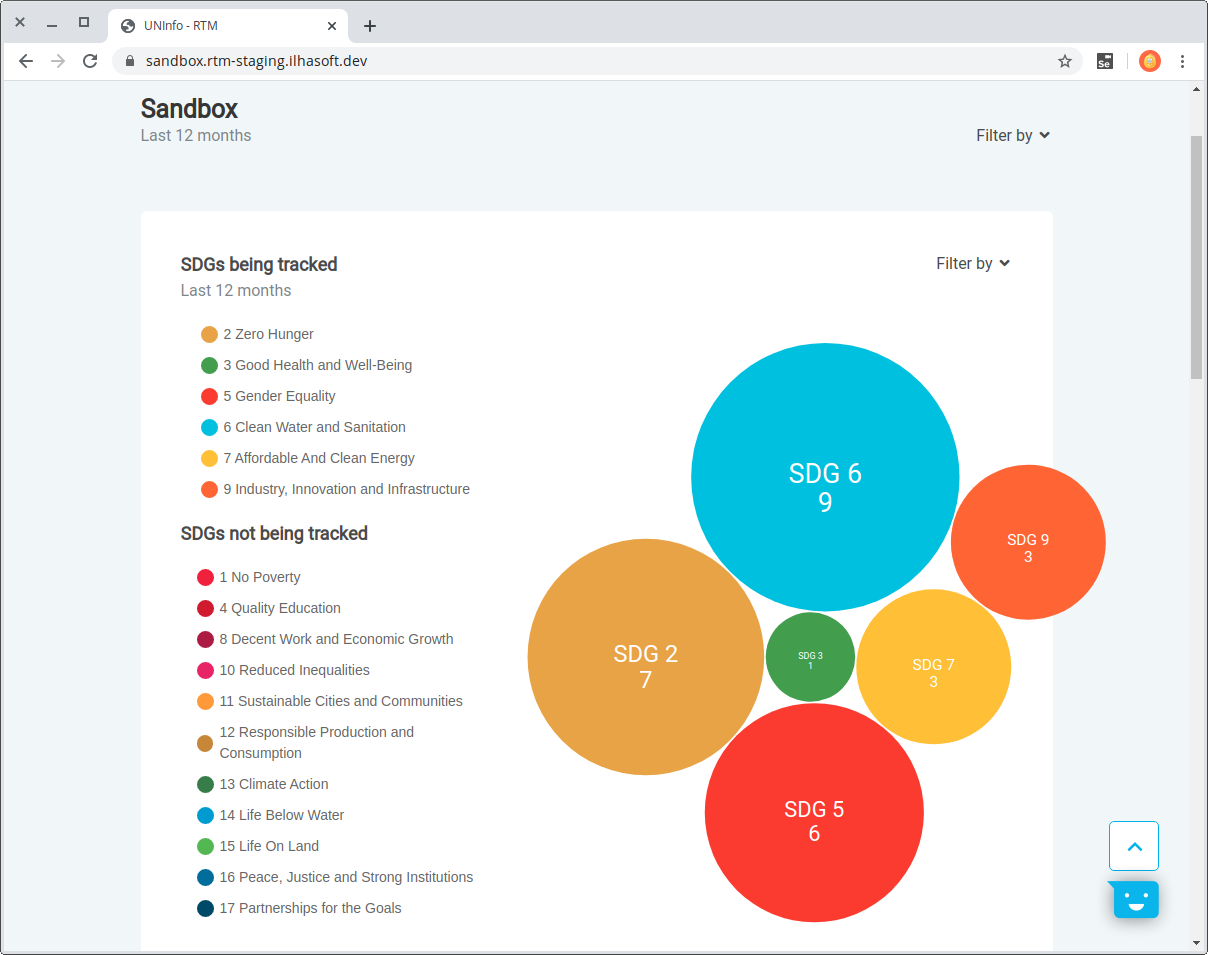 UNInfo - RTM
sandbox.rtm-staging.ilhasoft.dev
Se
Sandbox
Last 12 months
Filter by
SDGs being tracked
Filter by
Last 12 months
2 Zero Hunger
3 Good Health and Well-Being
5 Gender Equality
6 Clean Water and Sanitation
7 Affordable And Clean Energy
9 Industry, Innovation and Infrastructure
SDGs not being tracked
1 No Poverty
4 Quality Education
8 Decent Work and Economic Growth
10 Reduced Inequalities
11 Sustainable Cities and Communities
12 Responsible Production and
Consumption
13 Climate Action
14 Life Below Water
15 Life On Land
16 Peace, Justice and Strong Institutions
17 Partnerships for the Goals
SDG 6
9
SDG 9
3
SDG 2
7
SDG 3
1
SDG 7
3
SDG 5
6